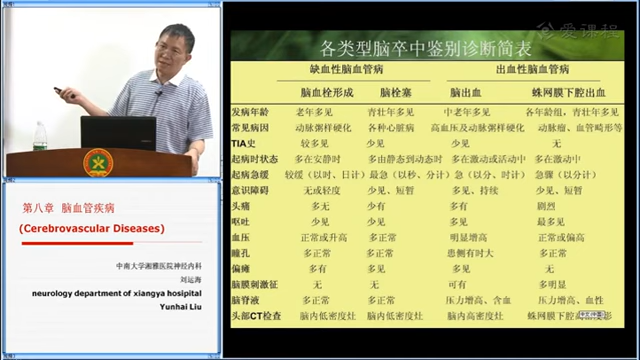 各类型脑卒中鉴别诊断简表
爱课程
缺血性脑血管病 出血性脑血管病
脑血栓形成 脑栓塞 脑出血 蛛网膜下腔出血
发病年龄 老年多见 青壮年多见 中老年多见 各年龄组，青壮年多见
常见病因 动脉粥样硬化 各种心脏病 高血压及动脉粥样硬化 动脉瘤、血管畸形等
TIA史 较多见 少见 少见 无
起病时状态 多在安静时 多由静态到动态时 多在激动或活动中 多在激动中
起病急缓 较缓（以时、日计） 最急（以秒、分计） 急（以分、时计） 急骤（以分计）
意识障碍 无或轻度 少见、短暂 多见、持续 少见、短暂
头痛 多无 少有 多有 剧烈
呕吐 少见 少见 多见 最多见
血压 正常或升高 多正常 明显增高 正常或偏高
瞳孔 多正常 多正常 患侧有时大 多正常
偏瘫 多有 多见 多见 无
脑膜刺激征 无 无 可有 多明显
脑脊液 多正常 多正常 压力增高、含血 压力增高、血性
头部CT检查 脑内低密度灶 脑内低密度灶 脑内高密度灶 蛛网膜下腔
第八章 脑血管疾病
(Cerebrovascular Diseases)
中南大学湘雅医院神经内科
刘运海
neurology department of xiangya hosipital
Yunhai Liu